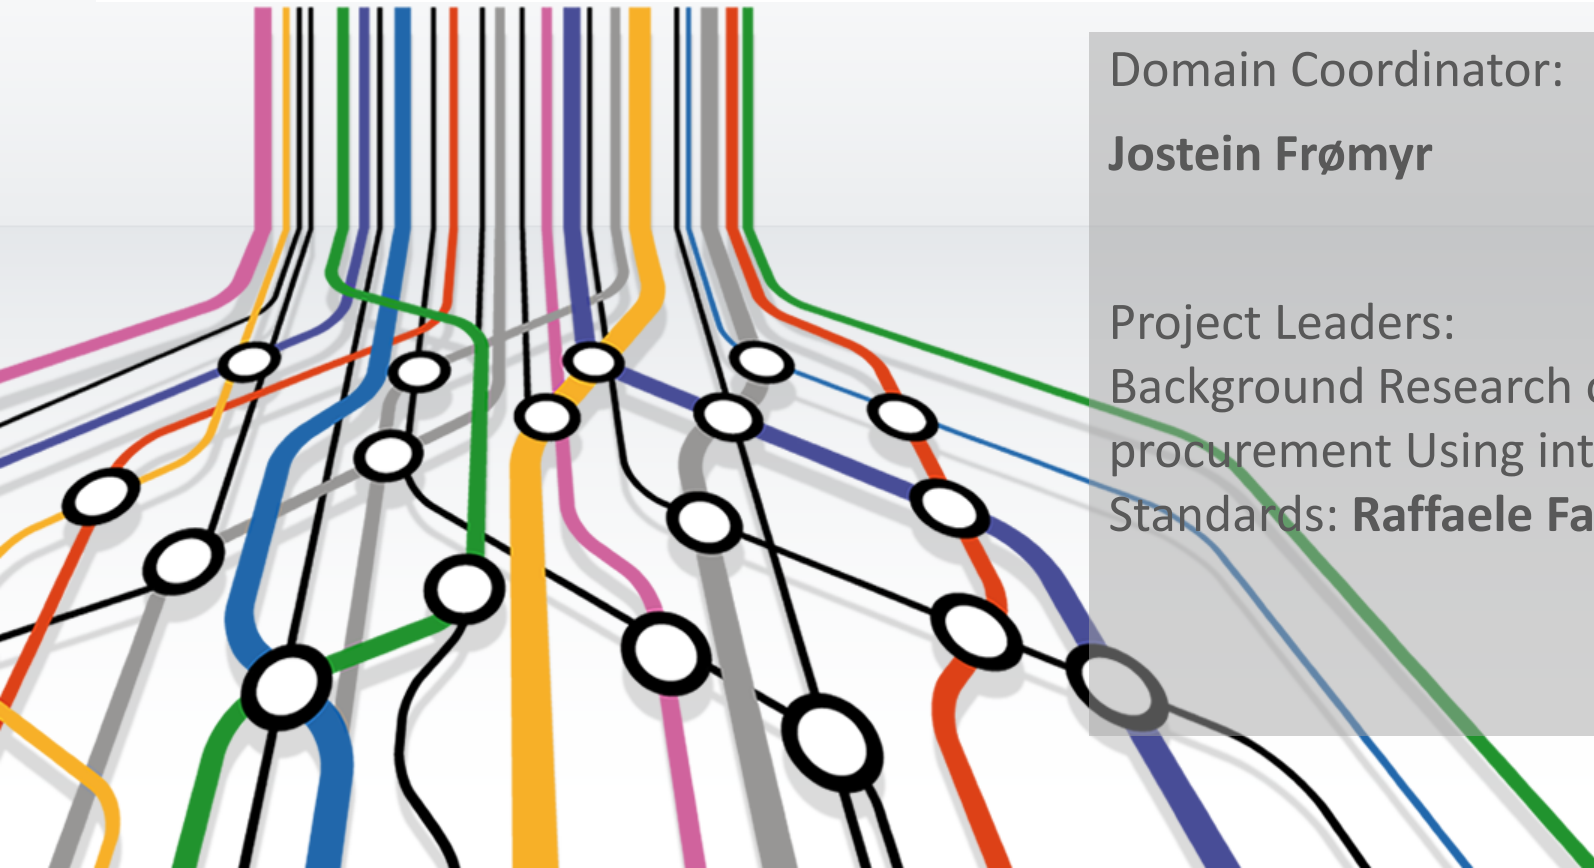 Domain Coordinator:
Jostein Frømyr
Project Leaders:
Background Research
procurement Using
Standards: Raffaele